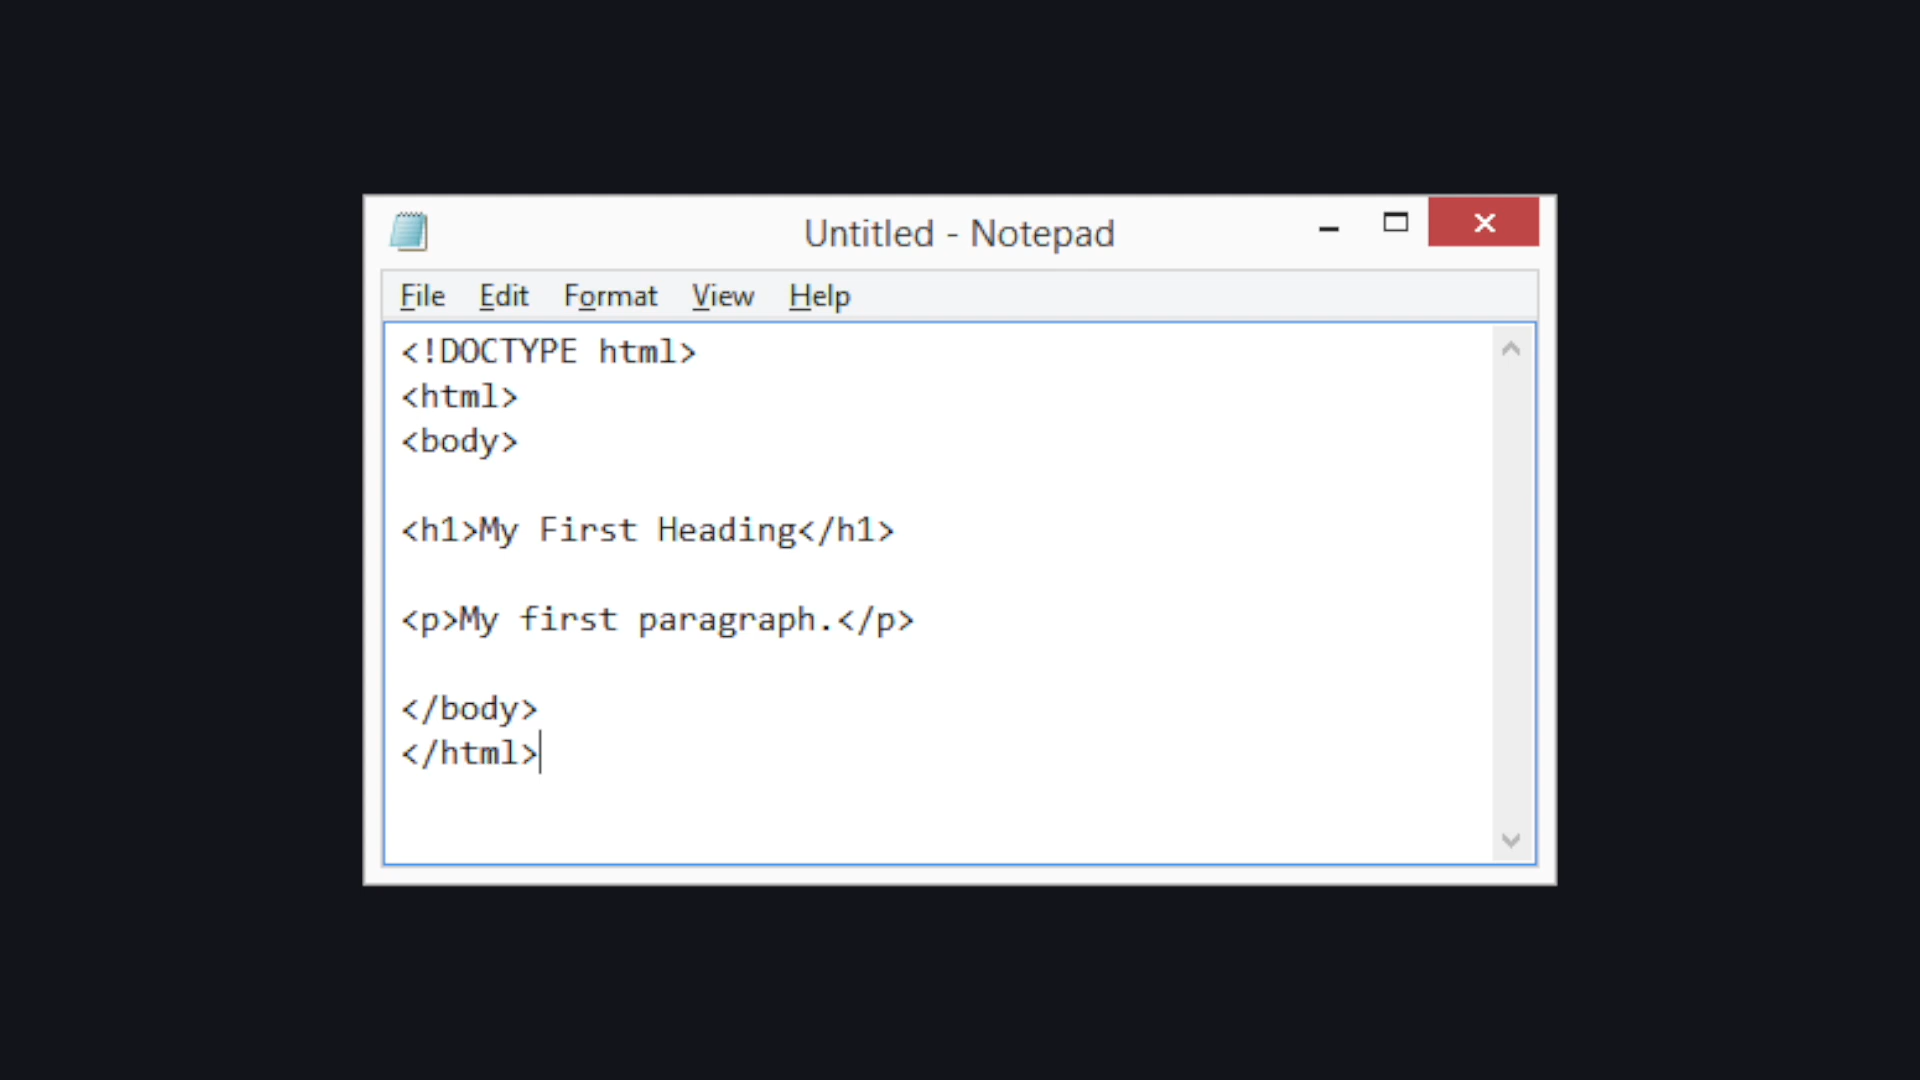 Untitled - Notepad
File Edit Format View Help
<!DOCTYPE html>
<html>
<body>
<h1>My First Heading</h1>
<p>My first paragraph.</p>
</body>
</html>